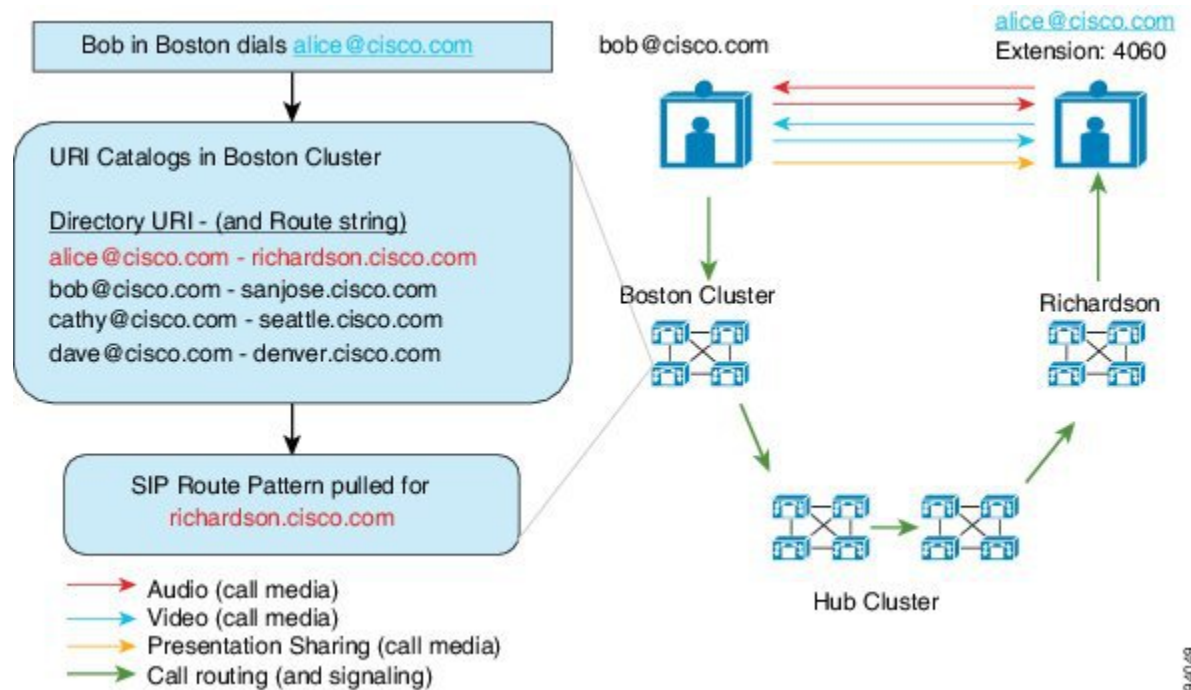 Bob in Boston dials alice@cisco.com
URI Catalogs in Boston Cluster
Directory URI - (and Route string)
alice@cisco.com - richardson.cisco.com
bob@cisco.com - sanjose.cisco.com
cathy@cisco.com - seattle.cisco.com
dave@cisco.com - denver.cisco.com
SIP Route Pattern pulled for
richardson.cisco.com
Audio (call media)
Video (call media)
Presentation Sharing (call media)
Call routing (and signaling)
bob@cisco.com
alice@cisco.com
Extension: 4060
Boston Cluster
Richardson
Hub Cluster